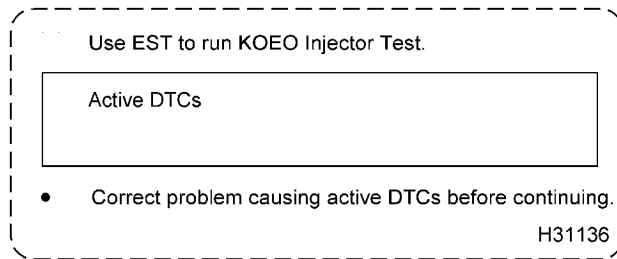 Use EST to run KOEO Injector Test.
Active DTCs
• Correct problem causing active DTCs before continuing.
H31136